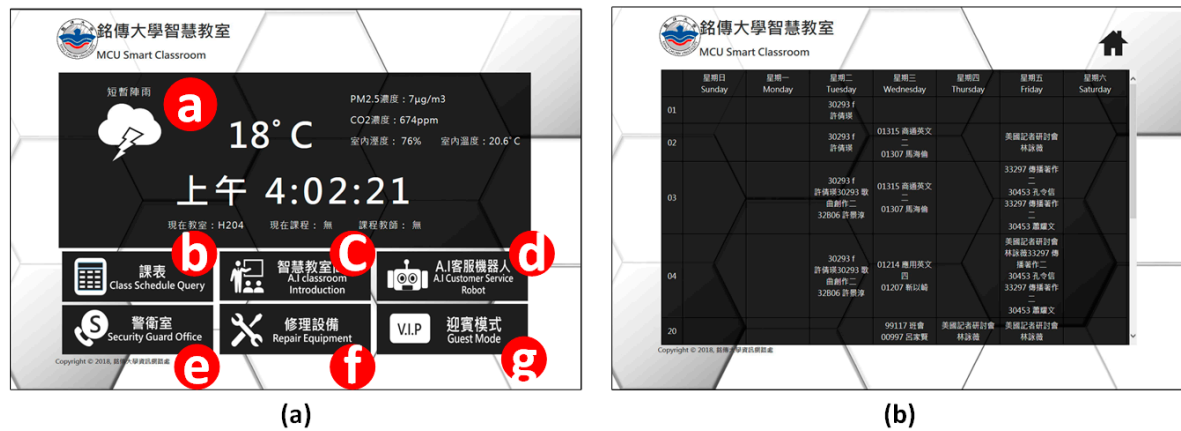 銘傳大學智慧教室
MCU Smart Classroom
短暫陣雨
a
18°C
PM2.5濃度：7μg/m3
CO2濃度：674ppm
室內溼度：76% 室內溫度：20.6°C
上午 4:02:21
現在教室：H204 現在課程：無 課程教師：無
b
課表
Class Schedule Query
C
智慧教室
A.I classroom
Introduction
d
A.I客服機器人
A.I Customer Service
Robot
警衛室
Security Guard Office
e
修理設備
Repair Equipment
f
V.I.P
迎賓模式
Guest Mode
g
Copyright © 2018, 銘傳大學資訊網路處
(a)
銘傳大學智慧教室
MCU Smart Classroom
星期日 星期一 星期二 星期三 星期四 星期五 星期六
Sunday Monday Tuesday Wednesday Thursday Friday Saturday
01
30293 f
許倩瑛
02
30293 f
許倩瑛
01315 商過英文
二
01307 馬海倫
美國記者研討會
林詠薇
03
30293 f
許倩瑛30293 歌
曲創作二
32B06 許景淳
01315 商過英文
二
01307 馬海倫
33297 傳播著作
二
30453 孔令信
33297 傳播著作
二
30453 蕭耀文
04
30293 f
許倩瑛30293 歌
曲創作二
32B06 許景淳
01214 應用英文
四
01207 靳以崎
美國記者研討會
林詠薇33297 傳
播著作二
30453 孔令信
33297 傳播著作
二
30453 蕭耀文
20
99117 班會
00997 呂家賢
美國記者研討會
林詠薇
美國記者研討會
林詠薇
Copyright © 2018, 銘傳大學資訊網路處
(b)